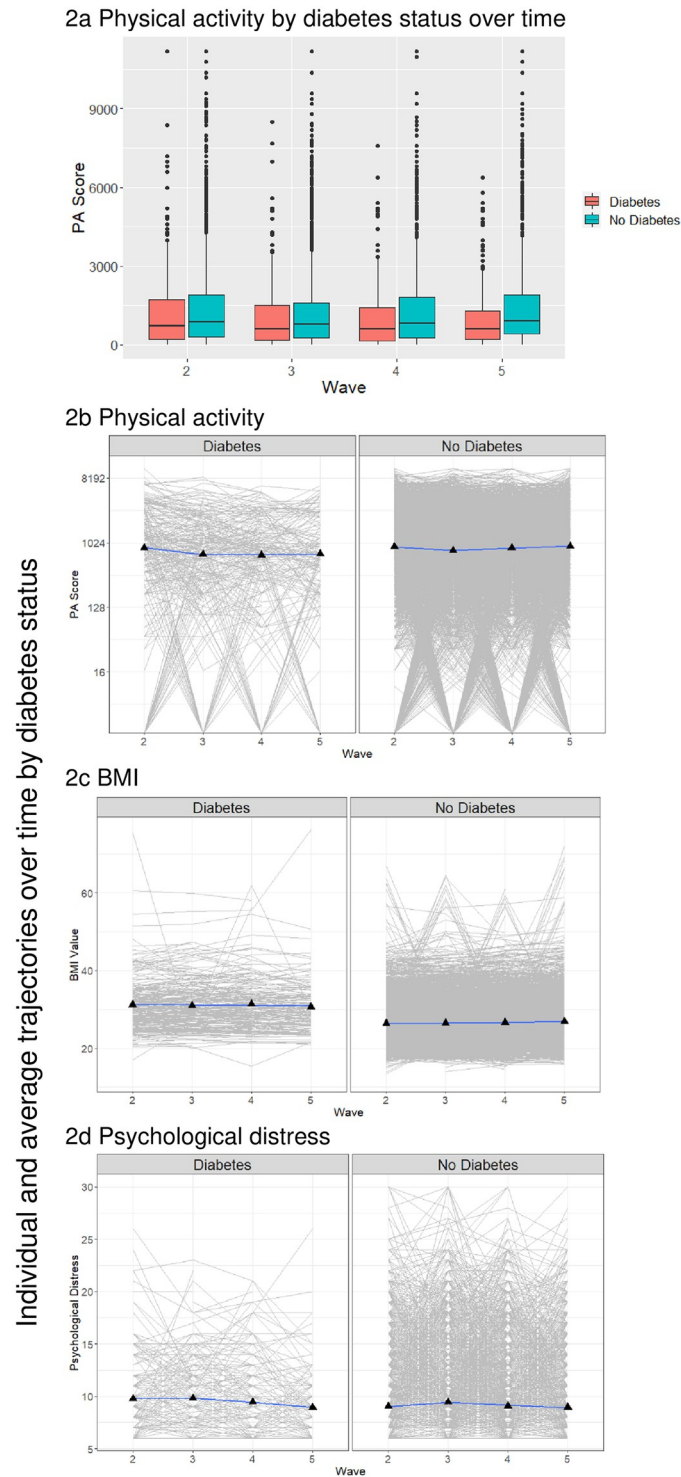 2a Physical activity by diabetes status over time
9000
6000
3000
0
PA Score
2 3 4 5
Wave
Diabetes
No Diabetes
Individual and average trajectories over time by diabetes status
2b Physical activity
Diabetes No Diabetes
8192
1024
128
16
PA Score
2 3 4 5 2 3 4 5
Wave
2c BMI
Diabetes No Diabetes
60
40
20
BMI Value
2 3 4 5 2 3 4 5
Wave
2d Psychological distress
Diabetes No Diabetes
30
25
20
15
10
5
Psychological Distress
2 3 4 5 2 3 4 5
Wave